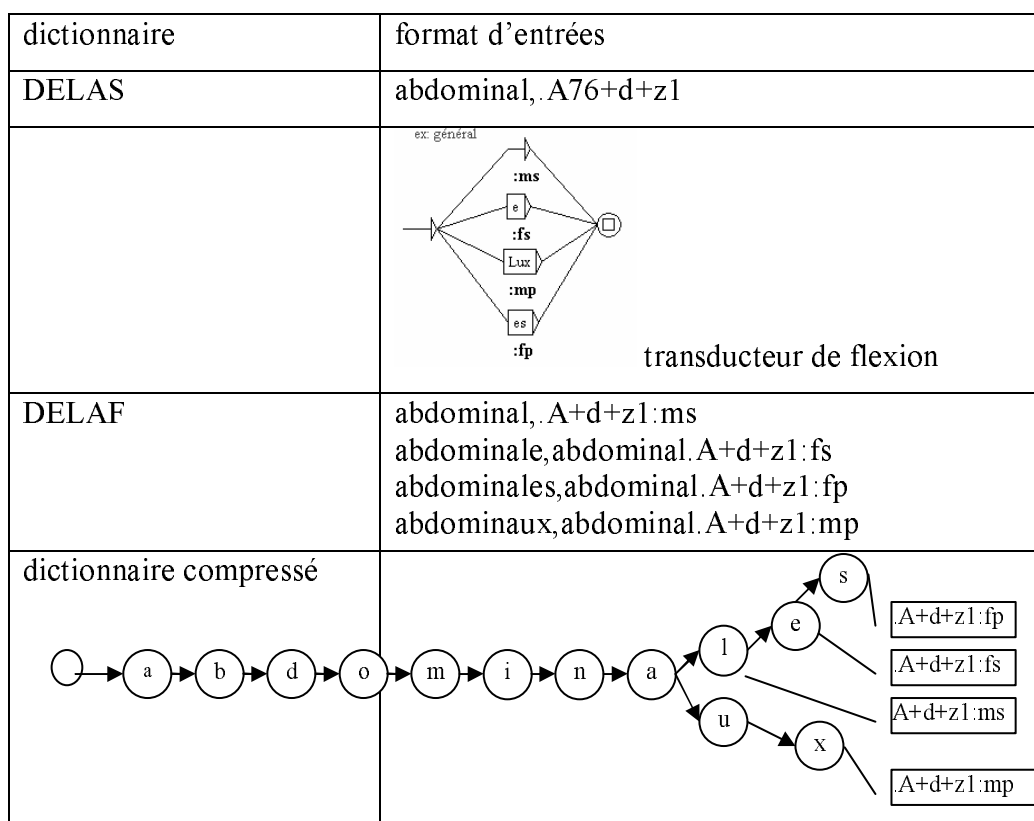 dictionnaire
format d'entrées
DELAS
abdominal,.A76+d+z1
ex: général
:ms
e
:fs
Lux
:mp
es
:fp
transducteur de flexion
DELAF
abdominal,.A+d+z1:ms
abdominale,abdominal.A+d+z1:fs
abdominales,abdominal.A+d+z1:fp
abdominaux,abdominal.A+d+z1:mp
dictionnaire compressé
s
.A+d+z1:fp
e
l
a b d o m i n a
.A+d+z1:fs
A+d+z1:ms
u
x
.A+d+z1:mp